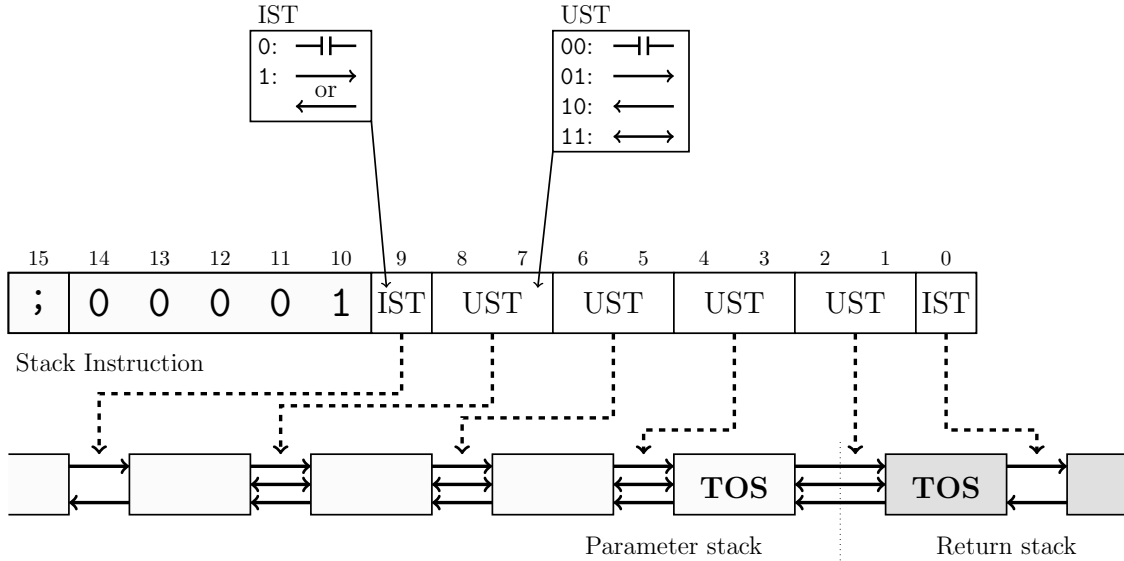 IST UST
0: 00:
1: 01:
or
10:
11:
15 14 13 12 11 10 9 8 7 6 5 4 3 2 1 0
; 0 0 0 0 1 IST UST UST UST UST IST
Stack Instruction
TOS TOS
Parameter stack Return stack